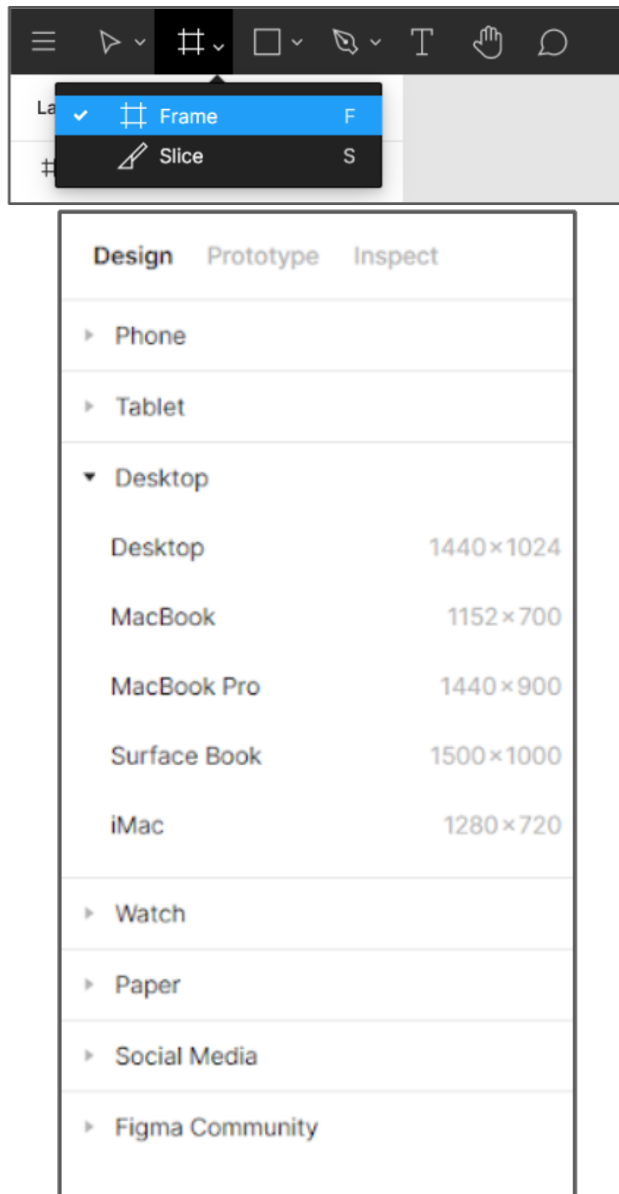 La
Frame F
Slice S
Design Prototype Inspect
Phone
Tablet
Desktop
Desktop 1440×1024
MacBook 1152×700
MacBook Pro 1440×900
Surface Book 1500×1000
iMac 1280×720
Watch
Paper
Social Media
Figma Community